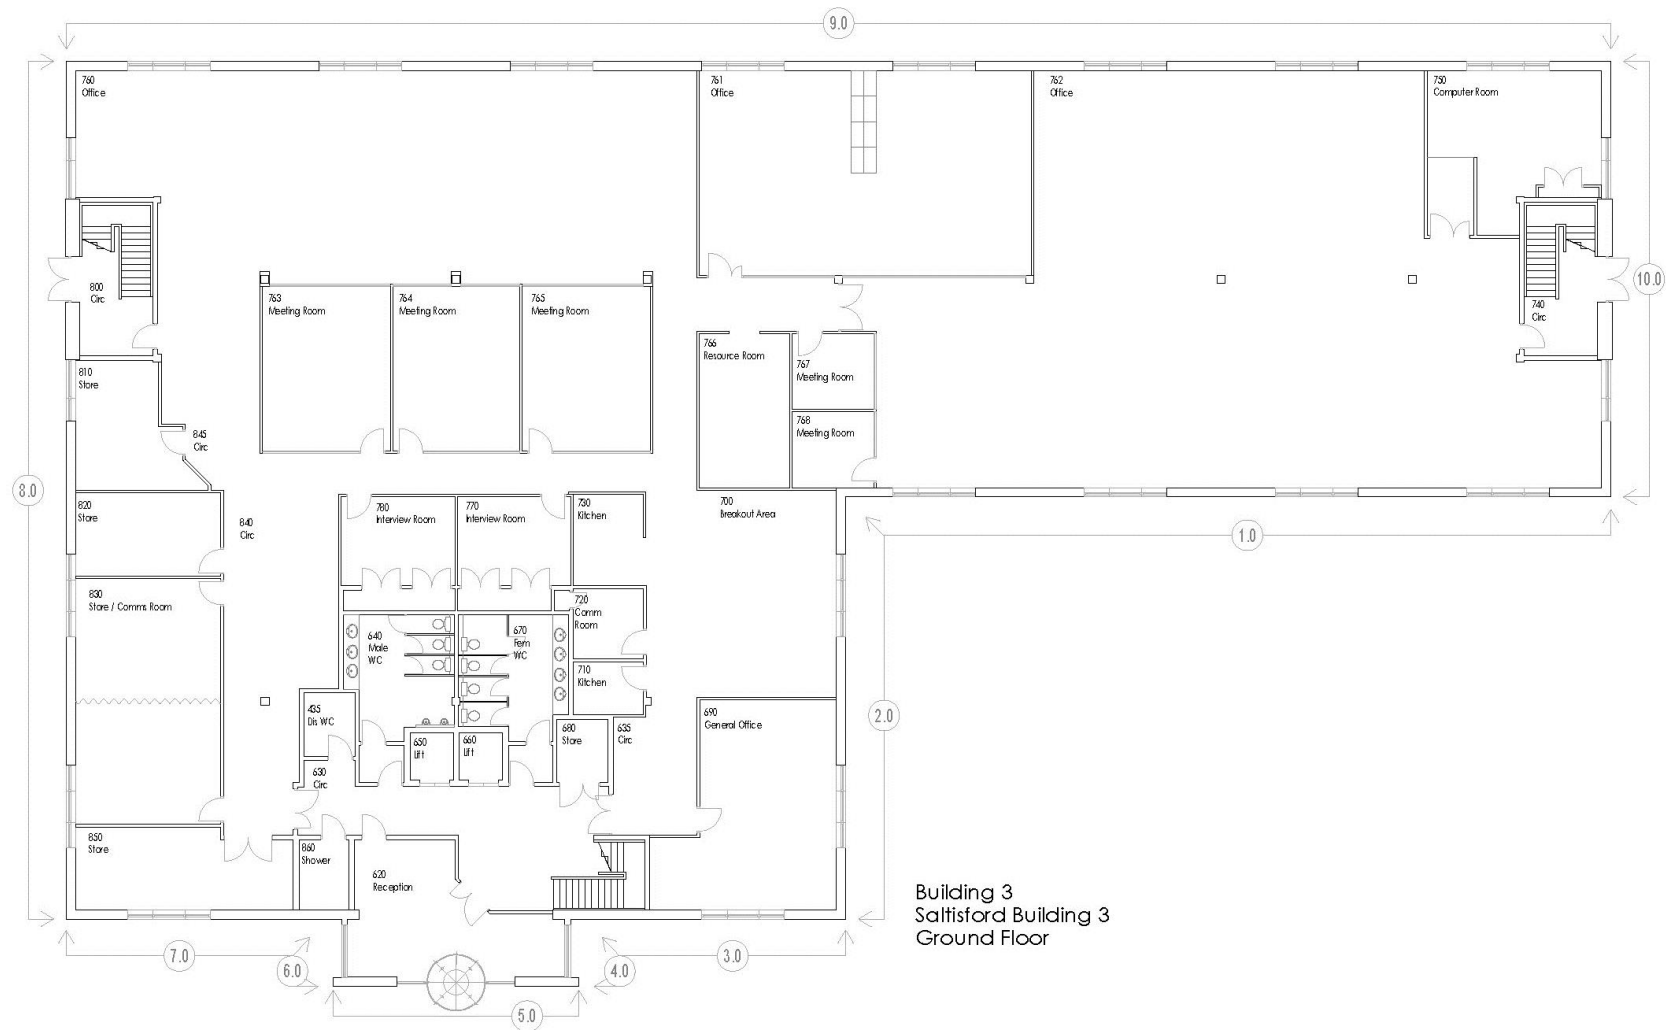 9.0
760
Office
761
Office
762
Office
750
Computer Room
800
Circ
763
Meeting Room
764
Meeting Room
765
Meeting Room
10.0
740
Circ
766
Resource Room
767
Meeting Room
810
Store
845
Circ
768
Meeting Room
8.0
820
Store
840
Circ
780
Interview Room
770
Interview Room
730
Kitchen
700
Breakout Area
1.0
830
Store / Comms Room
720
Comm
Room
640
Male
WC
670
Fem
WC
710
Kitchen
435
Dis WC
650
Lift
660
Lift
680
Store
635
Circ
690
General Office
2.0
630
Circ
850
Store
860
Shower
620
Reception
Building 3
Saltisford Building 3
Ground Floor
7.0
6.0
4.0
3.0
5.0